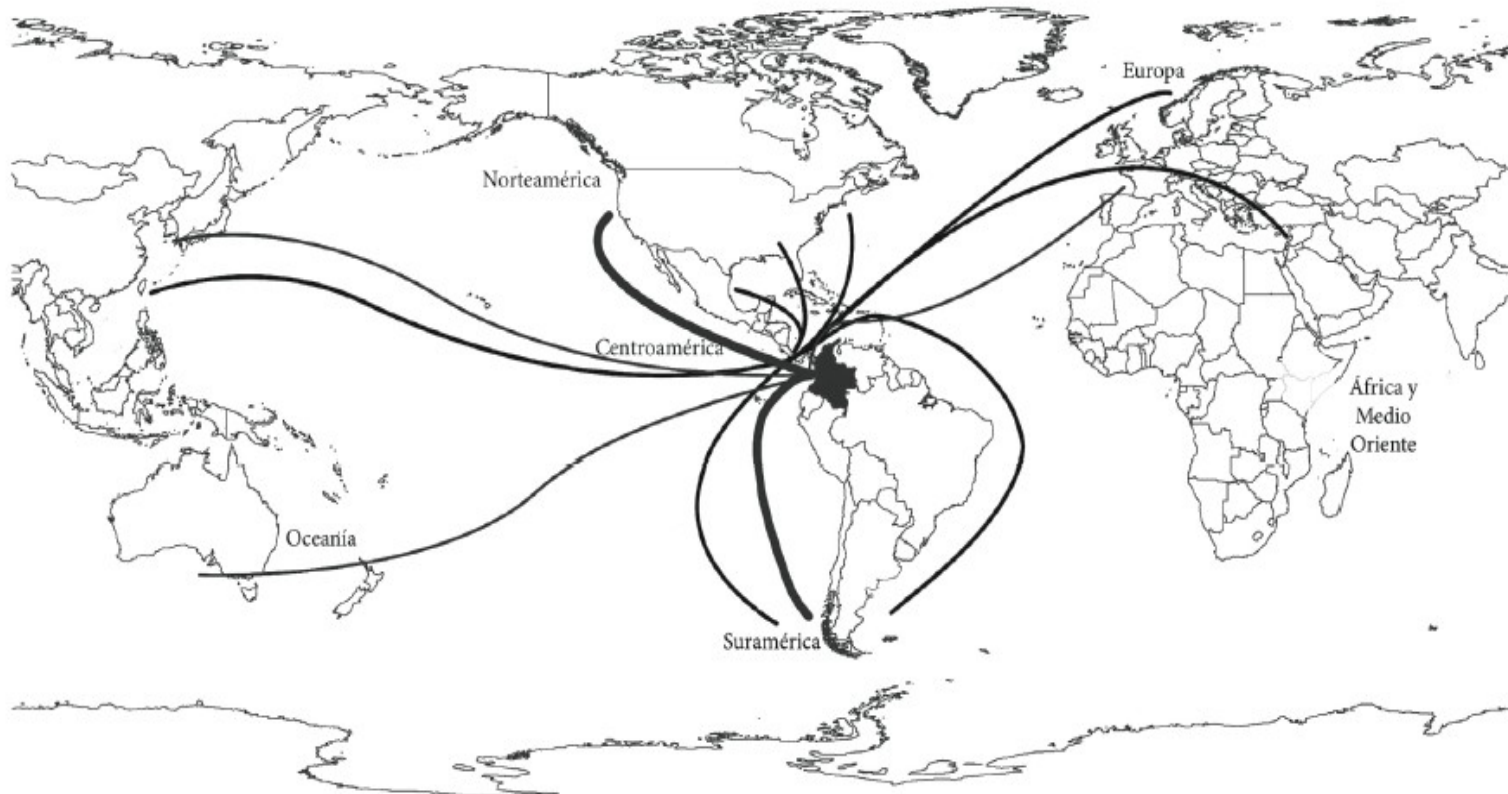 Europa
Norteamérica
Centroamérica
África y
Medio
Oriente
Oceanía
Suramérica